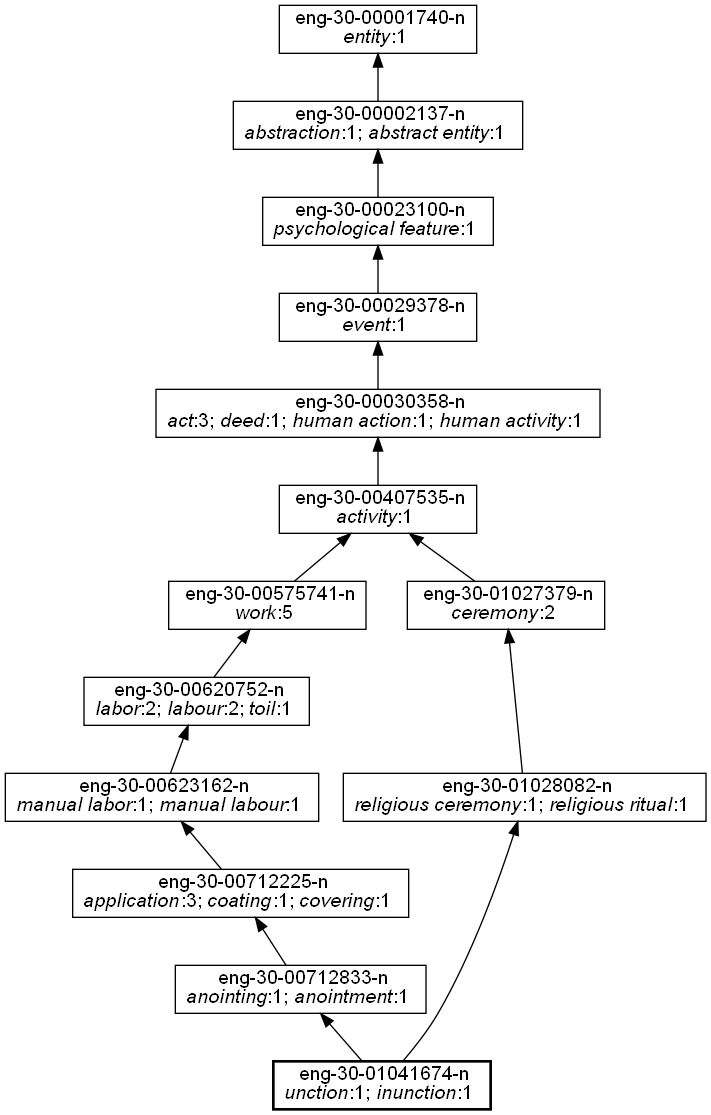 eng-30-00001740-n
entity:1
eng-30-00002137-n
abstraction:1; abstract entity:1
eng-30-00023100-n
psychological feature:1
eng-30-00029378-n
event:1
eng-30-00030358-n
act:3; deed:1; human action:1; human activity:1
eng-30-00407535-n
activity:1
eng-30-00575741-n
work:5
eng-30-01027379-n
ceremony:2
eng-30-00620752-n
labor:2; labour:2; toil:1
eng-30-00623162-n
manual labor:1; manual labour:1
eng-30-01028082-n
religious ceremony:1; religious ritual:1
eng-30-00712225-n
application:3; coating:1; covering:1
eng-30-00712833-n
anointing:1; anointment:1
eng-30-01041674-n
unction:1; inunction:1